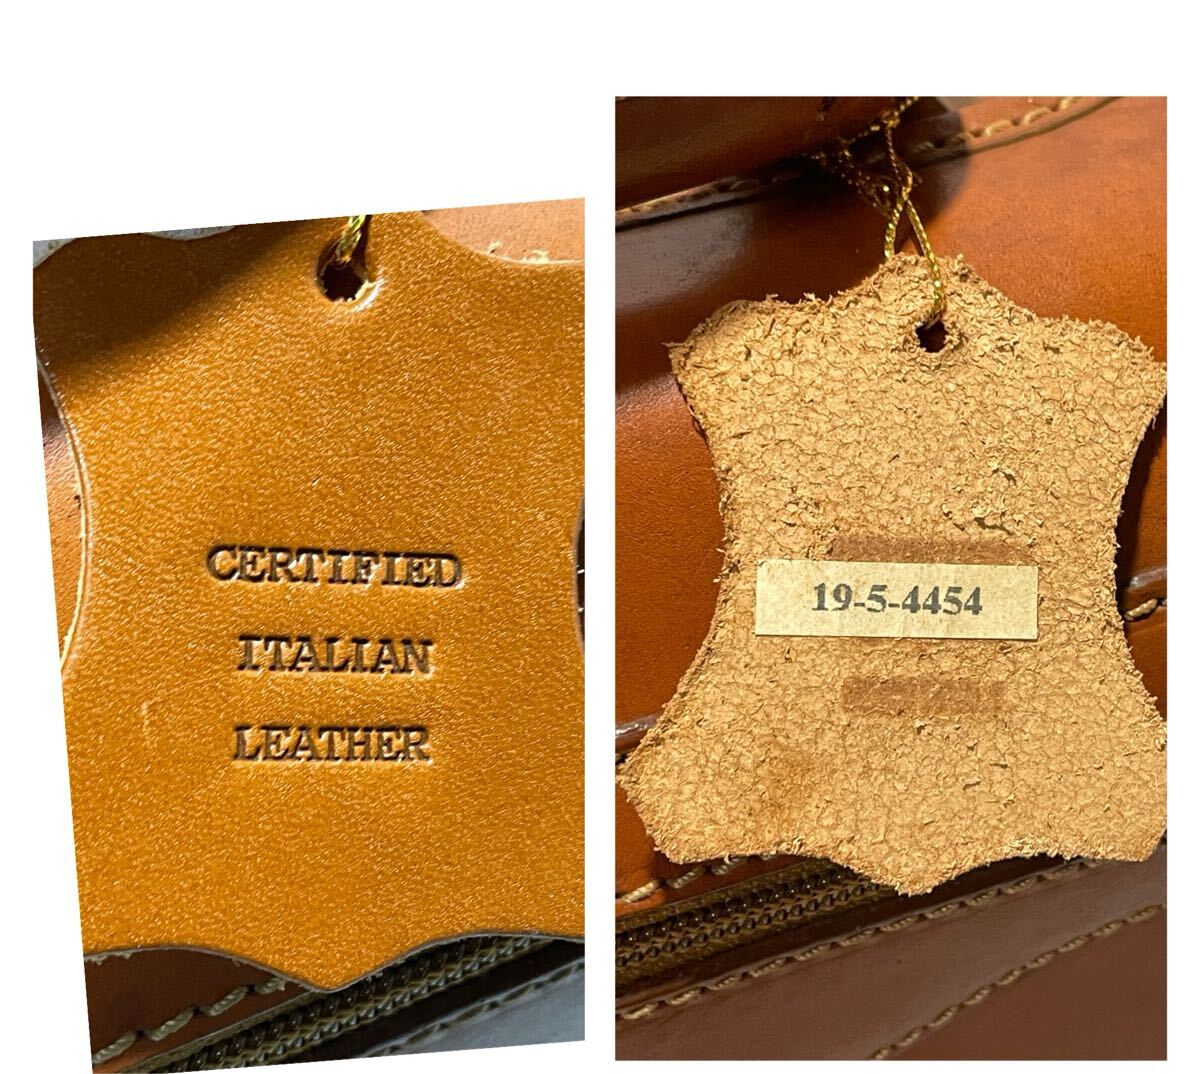 CERTIFIED
ITALIAN
LEATHER
19-5-4454